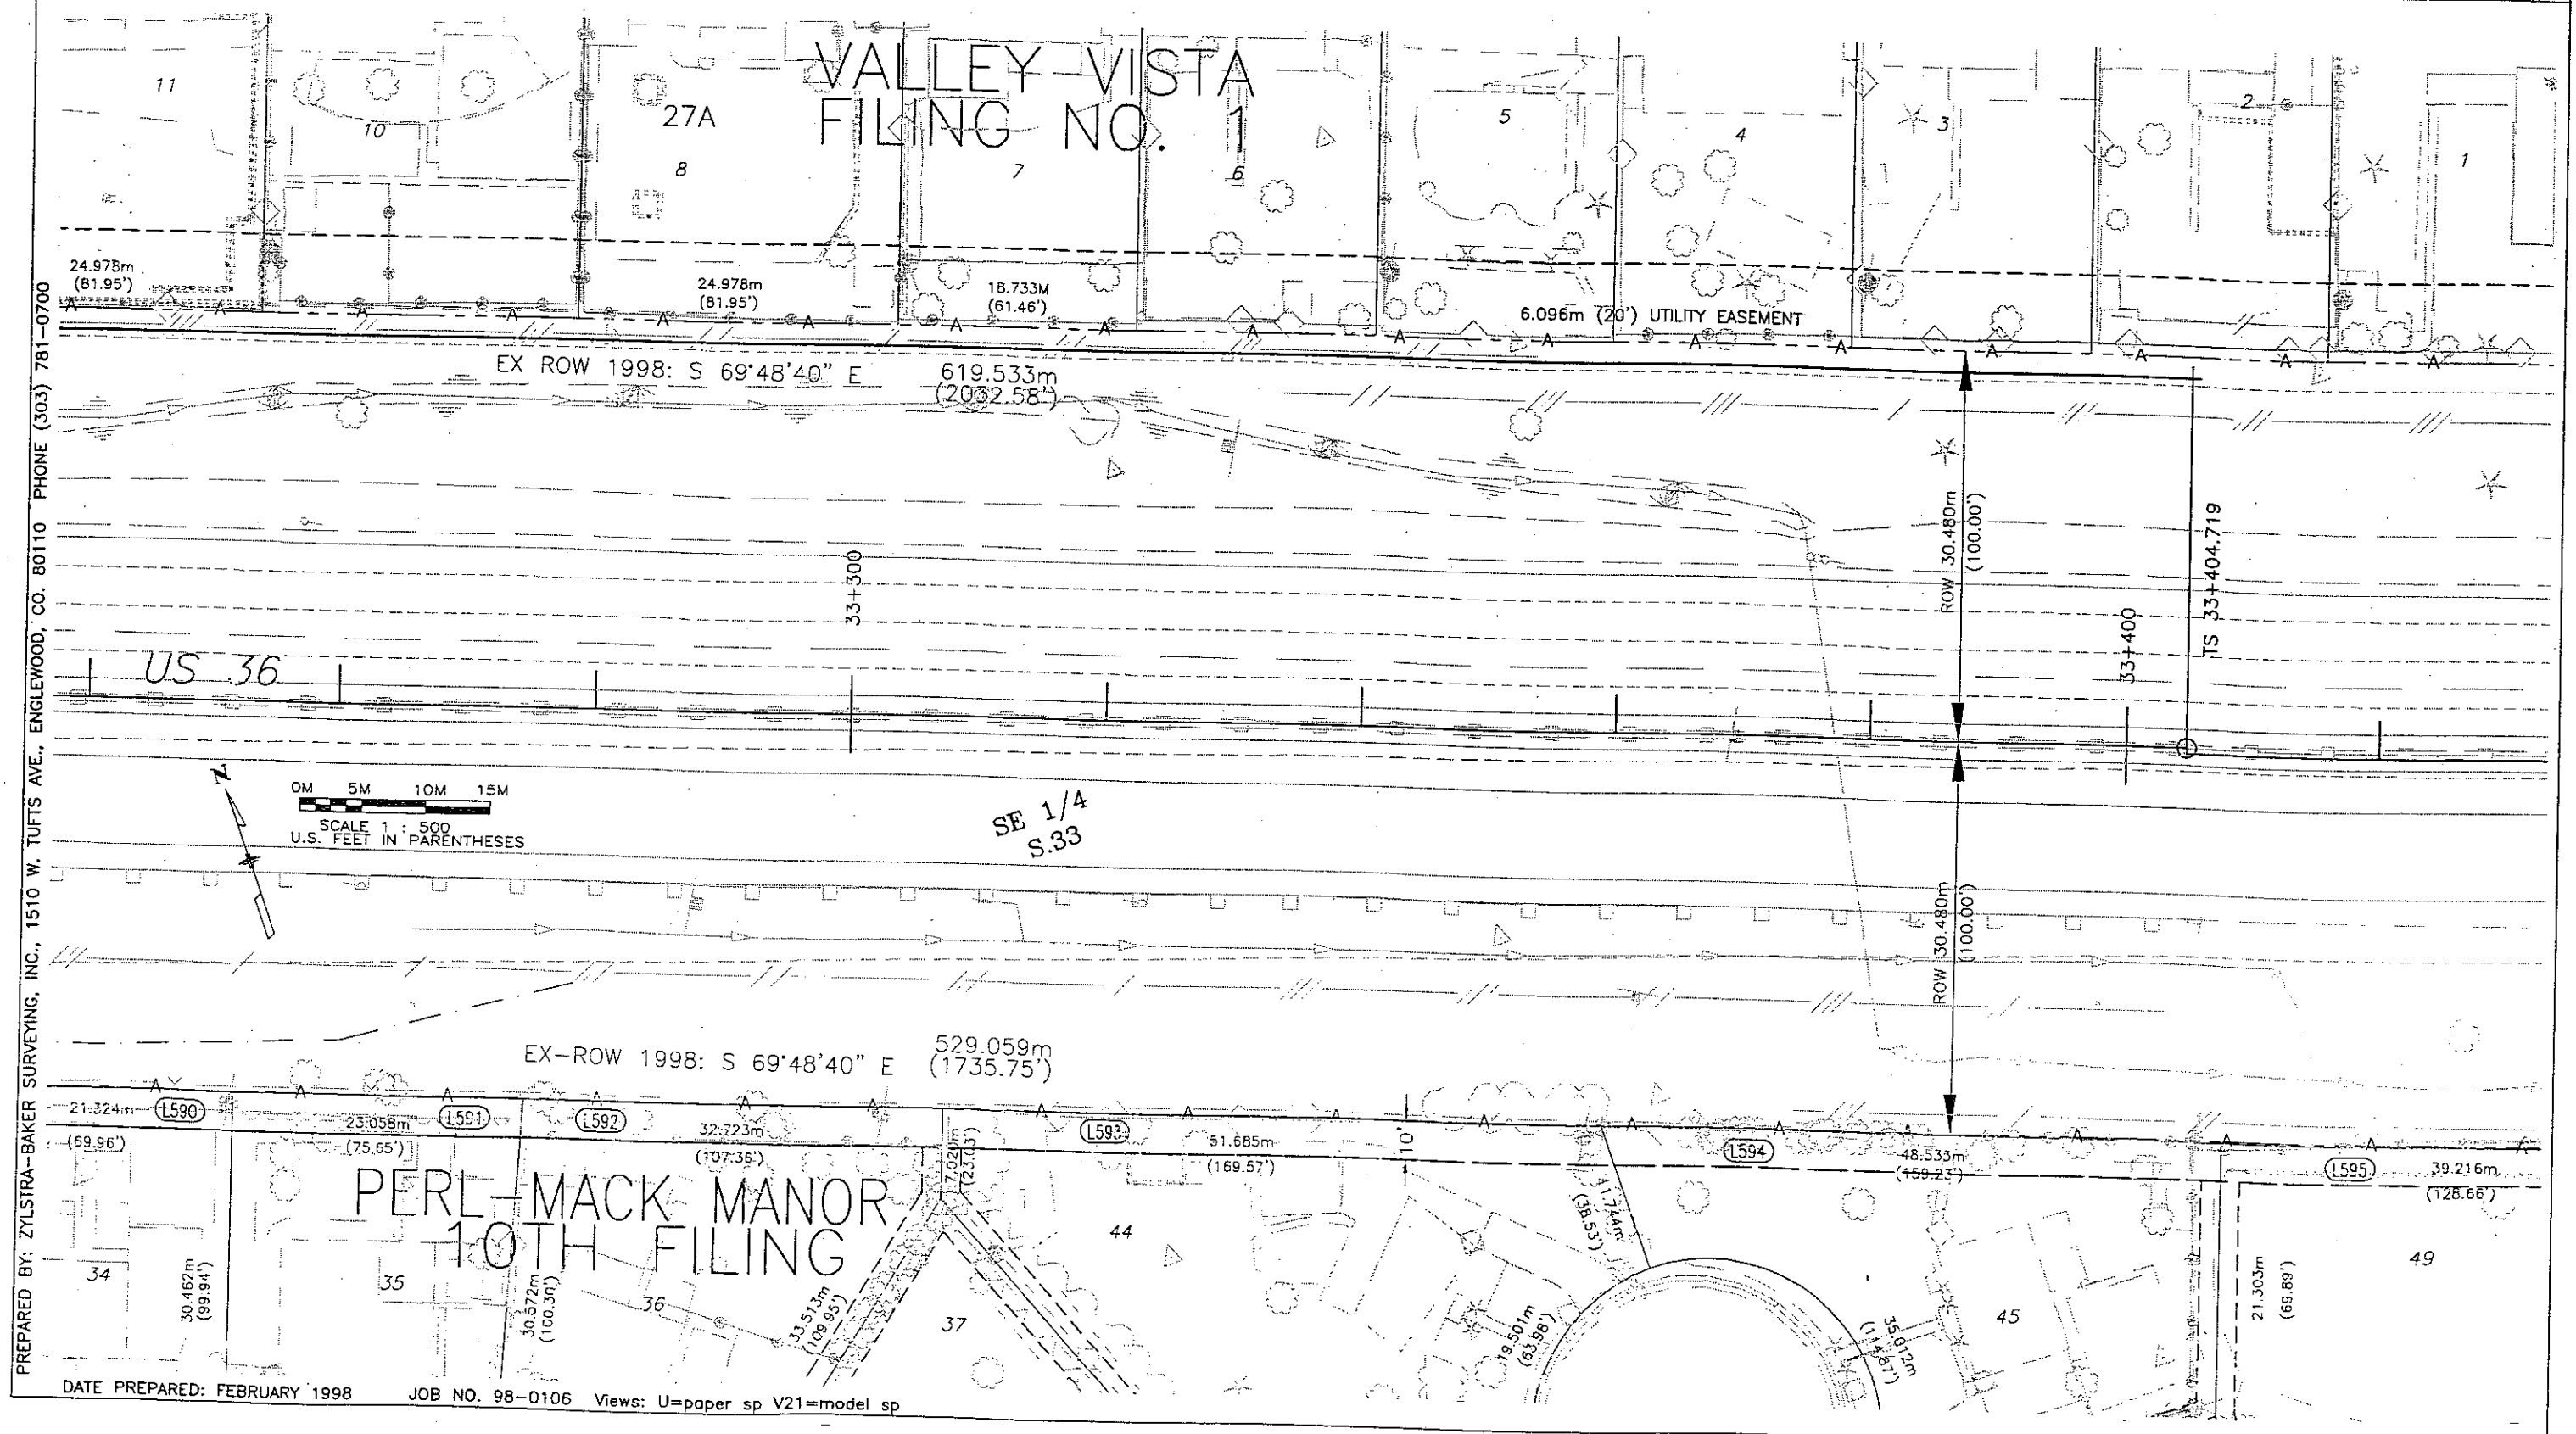 VALLEY VISTA
FILING NO. 1
11
10
27A
8
7
6
5
4
3
2
1
24.978m
(81.95')
24.978m
(81.95')
18.733M
(61.46')
6.096m (20') UTILITY EASEMENT
EX ROW 1998: S 69°48'40" E
619.533m
(2032.58')
33+300
ROW 30.480m
(100.00')
33+400
TS 33+404.719
US 36
N
0M 5M 10M 15M
SCALE 1 : 500
U.S. FEET IN PARENTHESES
SE 1/4
S.33
ROW 30.480m
(100.00')
EX-ROW 1998: S 69°48'40" E
529.059m
(1735.75')
21.324m
(69.96')
L590
23.058m
(75.65')
L591
L592
32.723m
(107.36')
7.020m
(23.03')
L593
51.685m
(169.57')
10'
L594
48.533m
(159.23')
L595
39.216m
(128.66')
PERL-MACK MANOR
10TH FILING
34
30.462m
(99.94')
35
30.572m
(100.30')
36
33.513m
(109.95')
37
44
11.744m
(38.53')
19.501m
(63.98')
35.012m
(114.87')
45
21.303m
(69.89')
49
PREPARED BY: ZYLSTRA-BAKER SURVEYING, INC., 1510 W. TUFTS AVE., ENGLEWOOD, CO. 80110 PHONE (303) 781-0700
DATE PREPARED: FEBRUARY 1998 JOB NO. 98-0106 Views: U=paper sp V21=model sp